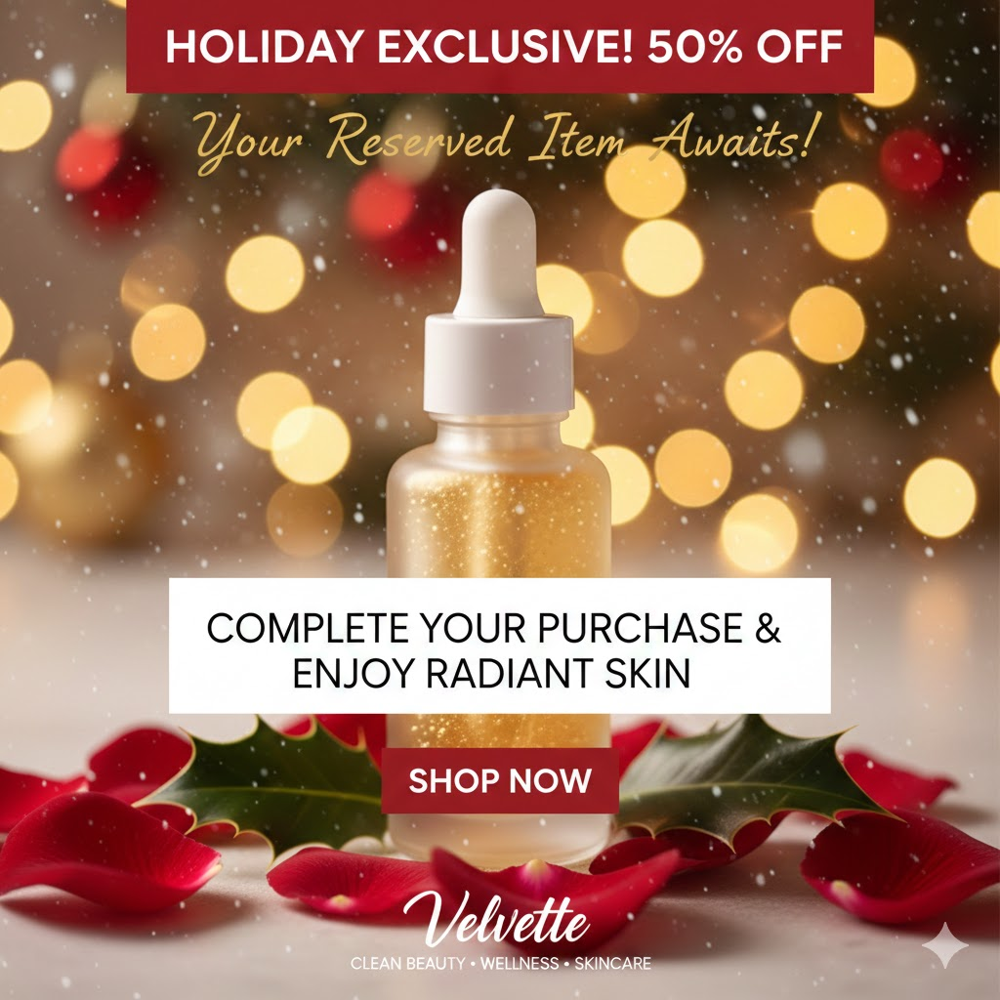 HOLIDAY EXCLUSIVE! 50% OFF
Your Reserved Item Awaits!
COMPLETE YOUR PURCHASE &
ENJOY RADIANT SKIN
SHOP NOW
Velvette
CLEAN BEAUTY • WELLNESS • SKINCARE